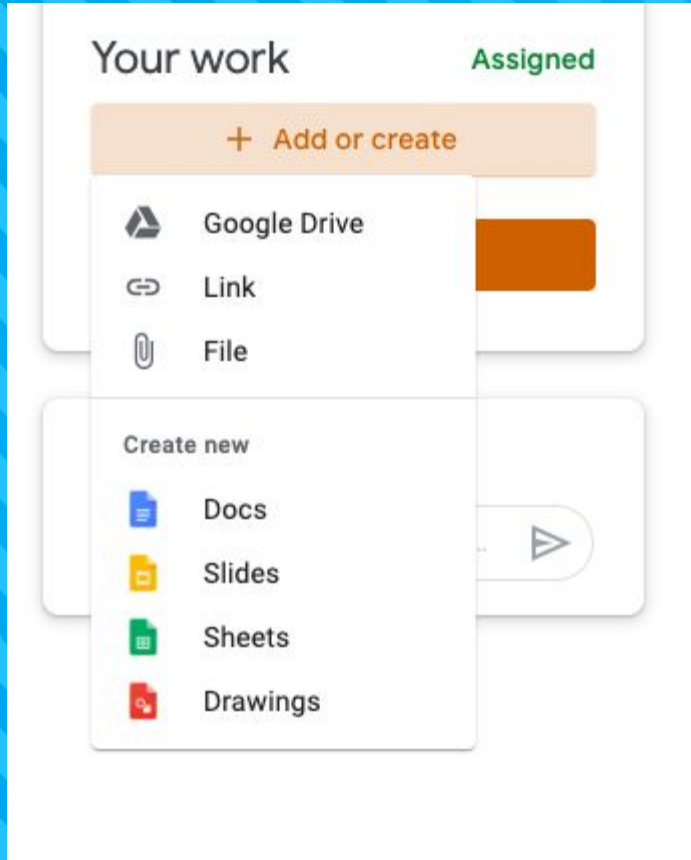 Your work
Assigned
+ Add or create
Google Drive
Link
File
Create new
Docs
Slides
Sheets
Drawings
..